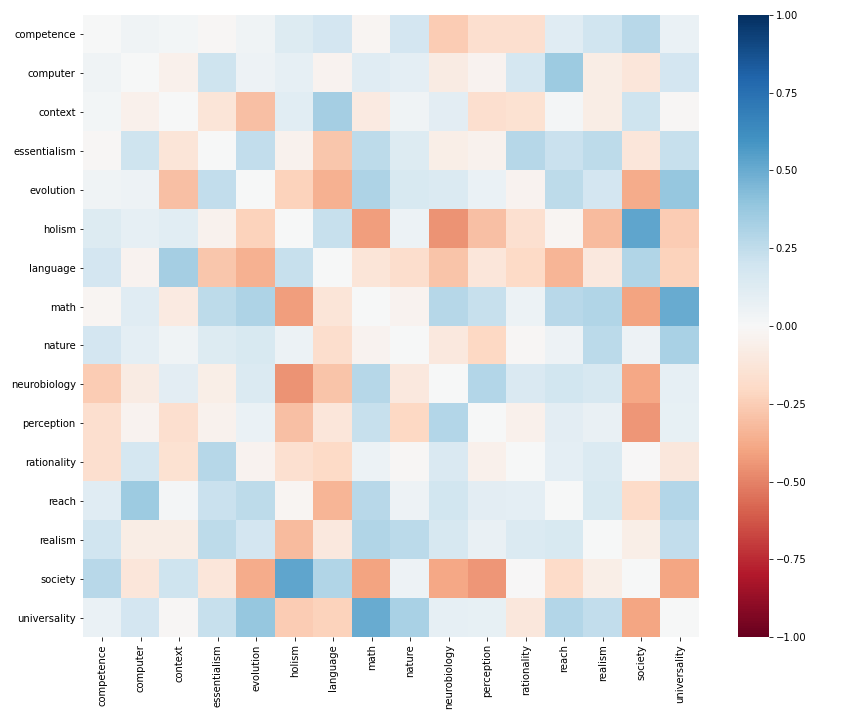 competence
computer
context
essentialism
evolution
holism
language
math
nature
neurobiology
perception
rationality
reach
realism
society
universality
competence
computer
context
essentialism
evolution
holism
language
math
nature
neurobiology
perception
rationality
reach
realism
society
universality
1.00
0.75
0.50
0.25
0.00
−0.25
−0.50
−0.75
−1.00